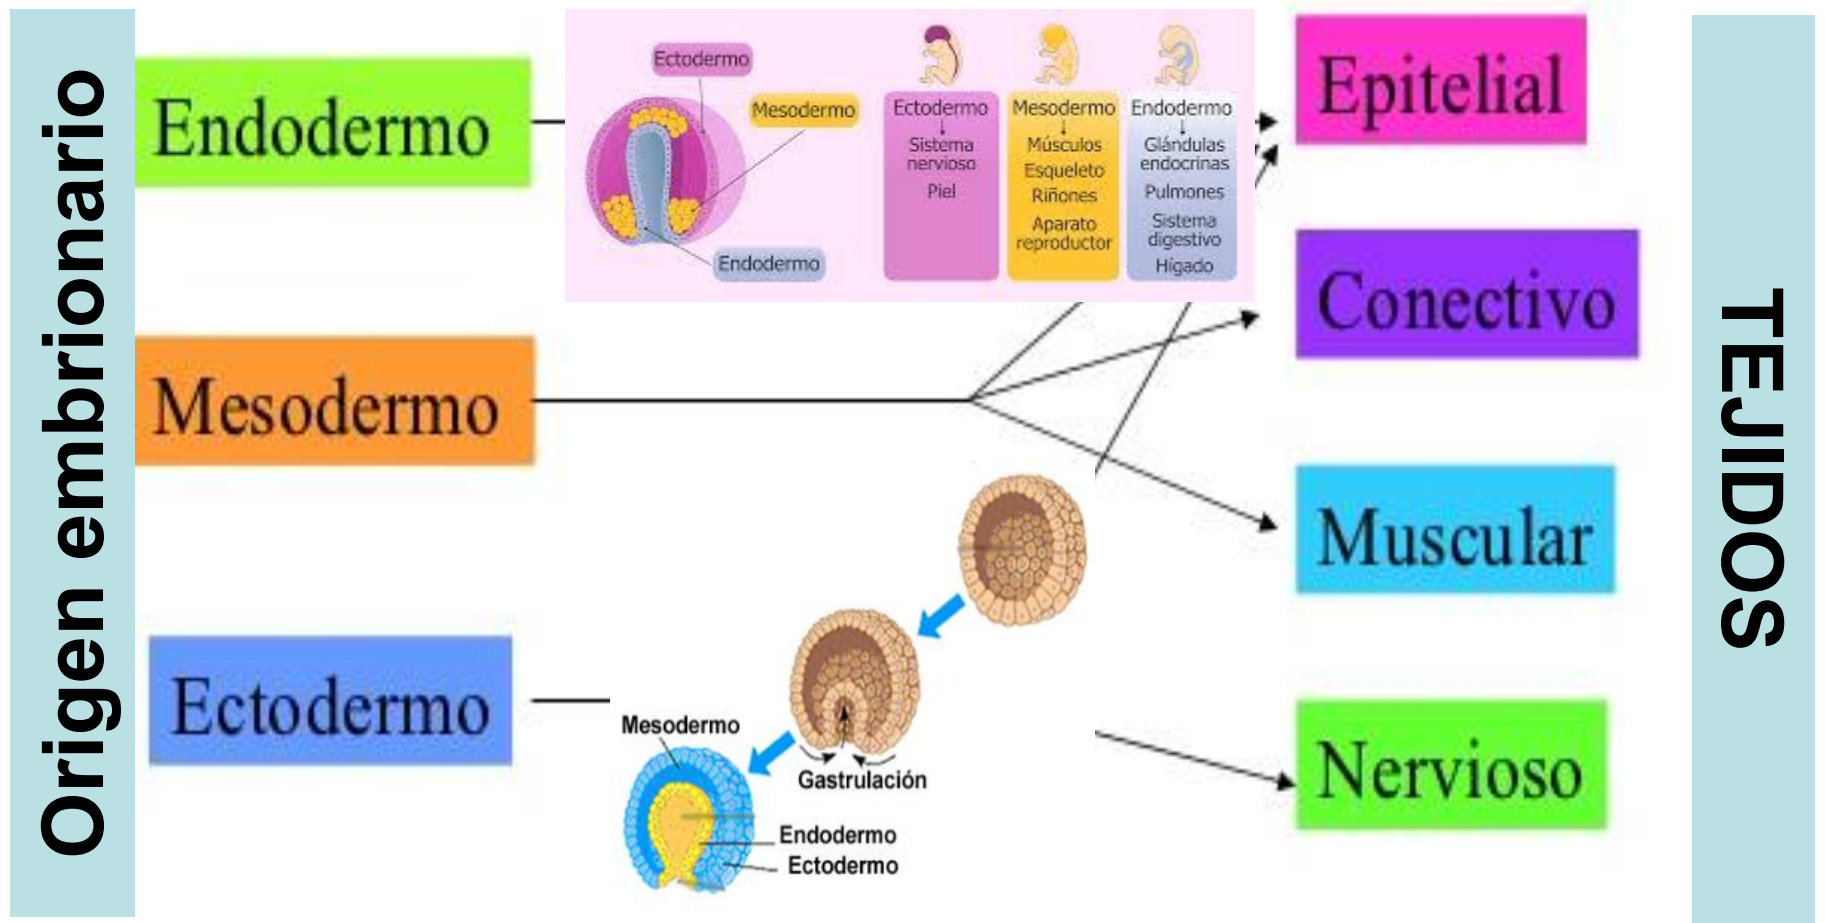 Origen embrionario
Endodermo
Mesodermo
Ectodermo
Ectodermo
Mesodermo
Endodermo
Ectodermo
Sistema
nervioso
Piel
Mesodermo
Músculos
Esqueleto
Riñones
Aparato
reproductor
Endodermo
Glándulas
endocrinas
Pulmones
Sistema
digestivo
Hígado
Mesodermo
Gastrulación
Endodermo
Ectodermo
Epitelial
Conectivo
Muscular
Nervioso
TEJIDOS